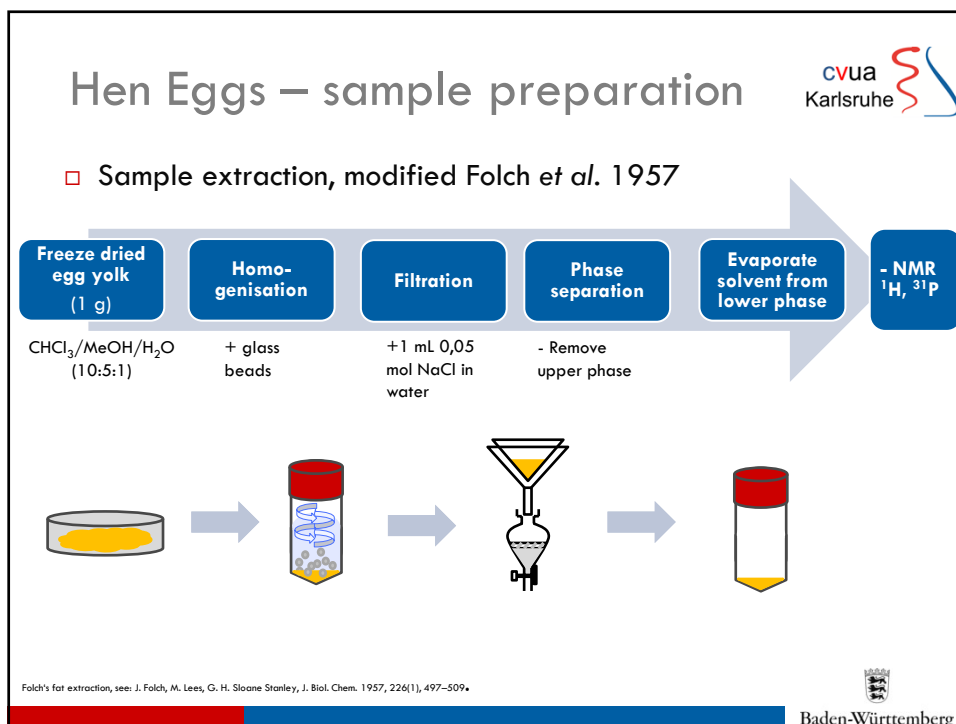 Hen Eggs – sample preparation
cvua
Karlsruhe
□ Sample extraction, modified Folch et al. 1957
Freeze dried
egg yolk
(1 g)
Homo-
genisation
Filtration
Phase
separation
Evaporate
solvent from
lower phase
- NMR
¹H, ³¹P
CHCl₃/MeOH/H₂O
(10:5:1)
+ glass
beads
+1 mL 0,05
mol NaCl in
water
- Remove
upper phase
Folch's fat extraction, see: J. Folch, M. Lees, G. H. Sloane Stanley, J. Biol. Chem. 1957, 226(1), 497–509.
Baden-Württemberg